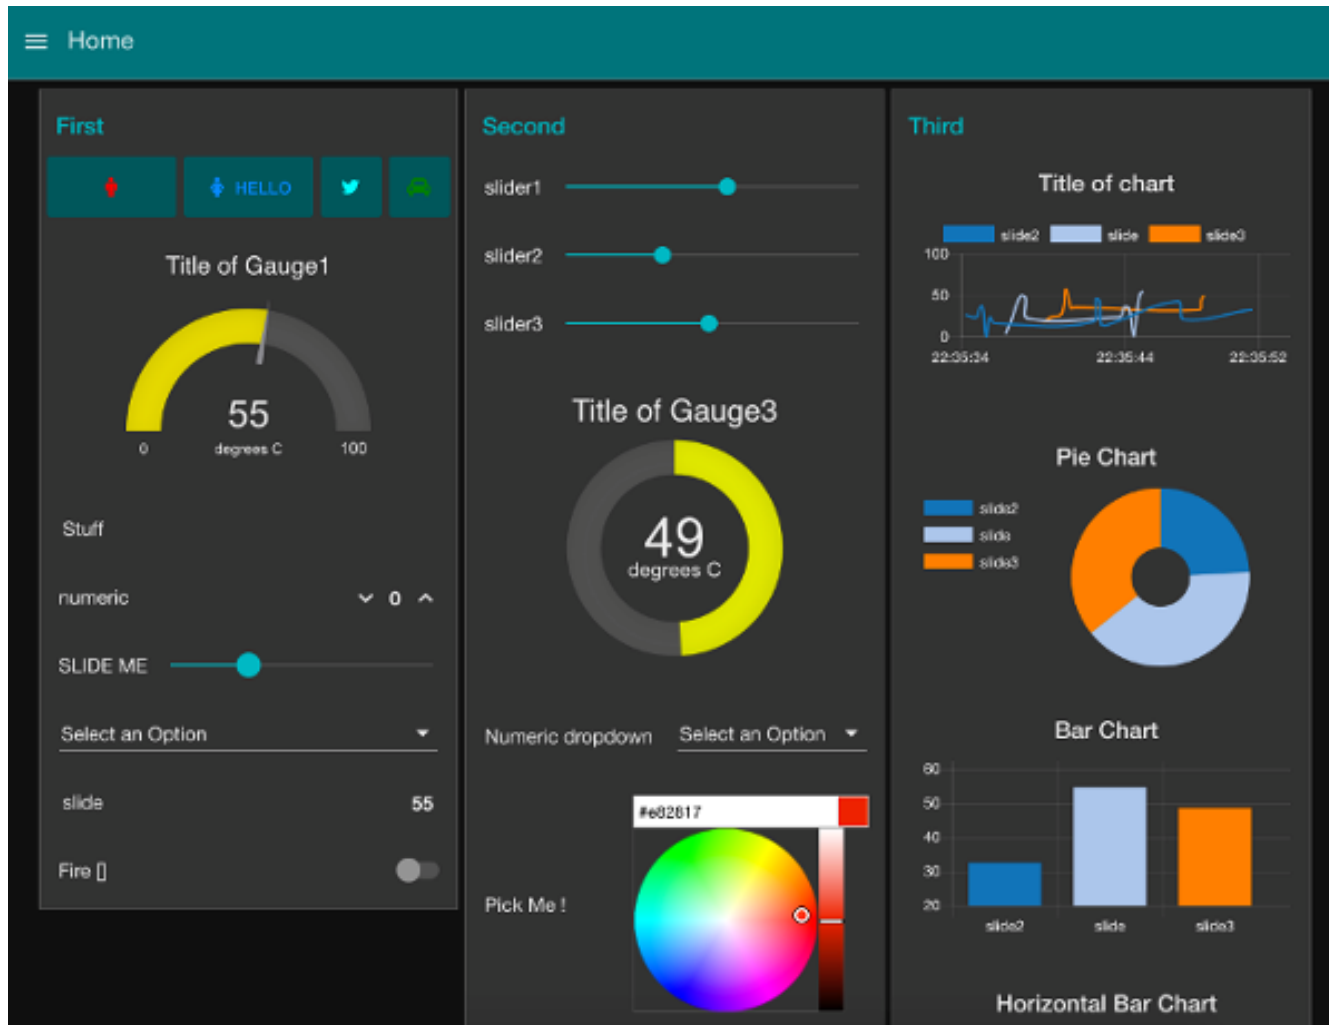 Home
First
HELLO
Title of Gauge1
55
degrees C
0
100
Stuff
numeric
0
SLIDE ME
Select an Option
slide
55
Fire []
Second
slider1
slider2
slider3
Title of Gauge3
49
degrees C
Numeric dropdown Select an Option
#e82817
Pick Me !
Third
Title of chart
slide2 slide slide3
100
50
0
22:35:34 22:35:44 22:35:52
Pie Chart
slide2
slide
slide3
Bar Chart
60
50
40
30
20
slide2 slide slide3
Horizontal Bar Chart